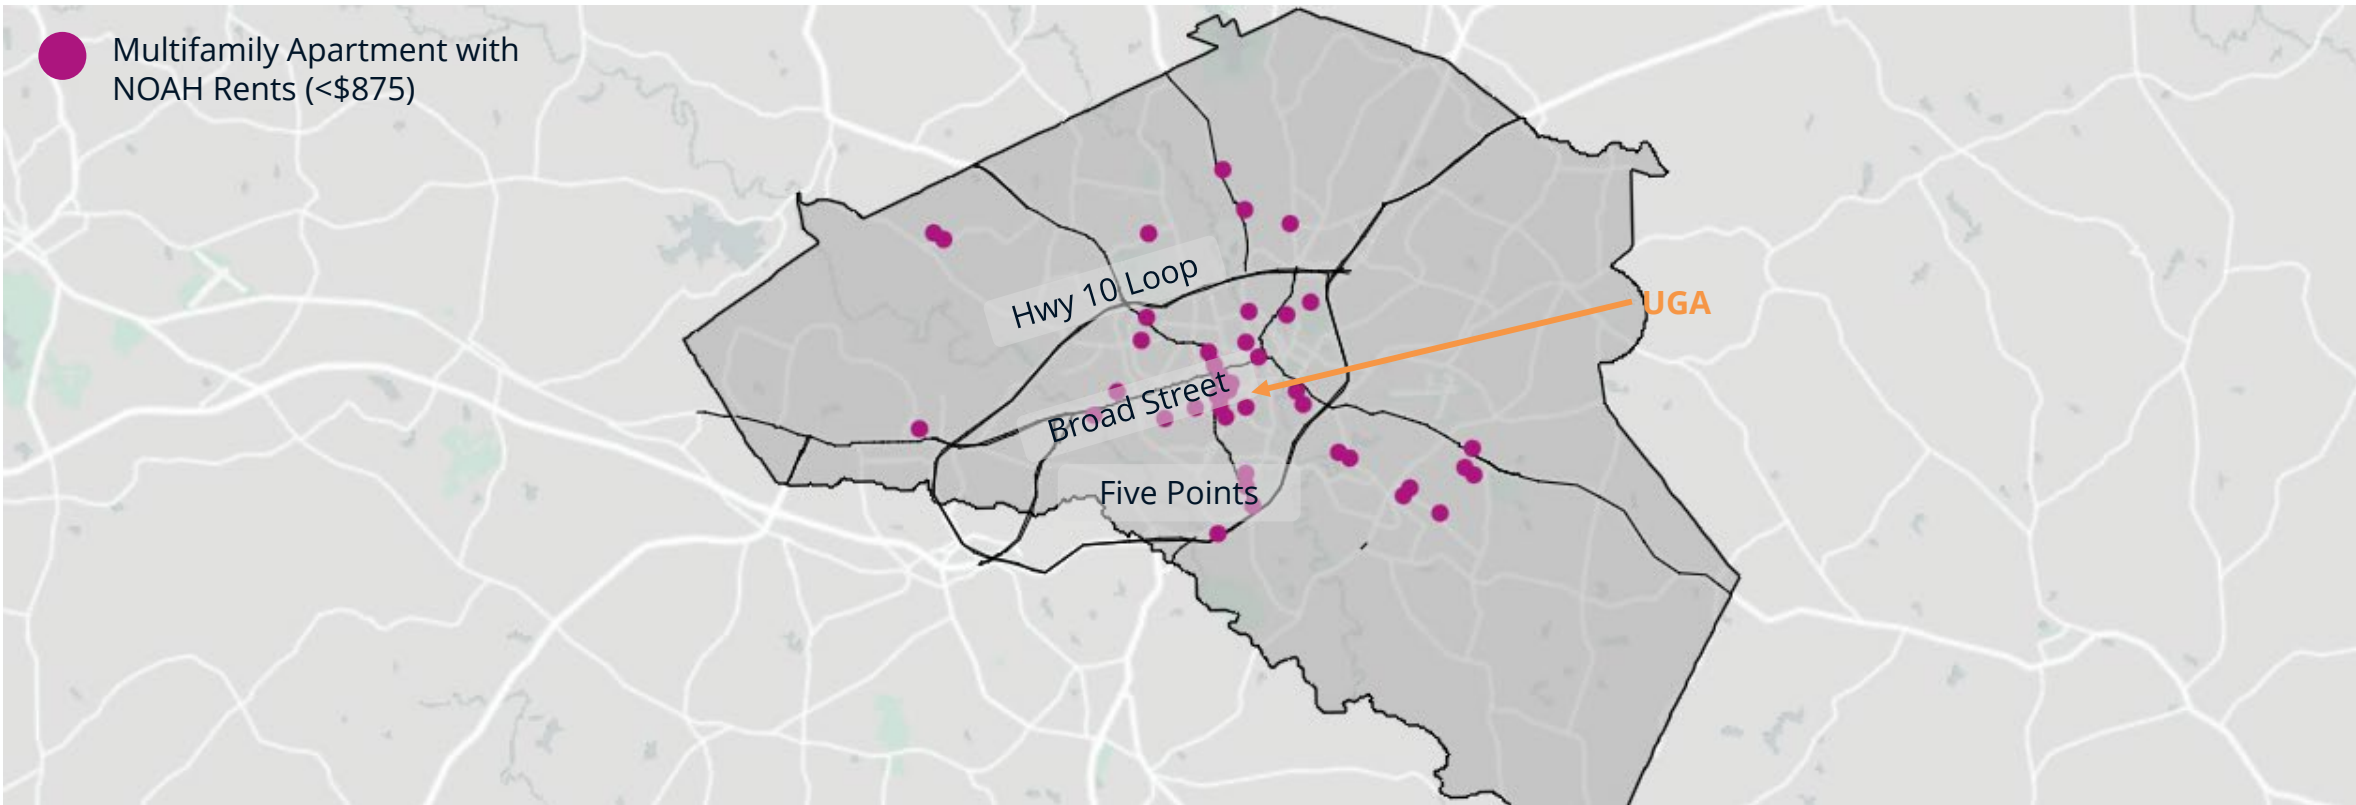 Multifamily Apartment with
NOAH Rents (<$875)
Hwy 10 Loop
UGA
Broad Street
Five Points